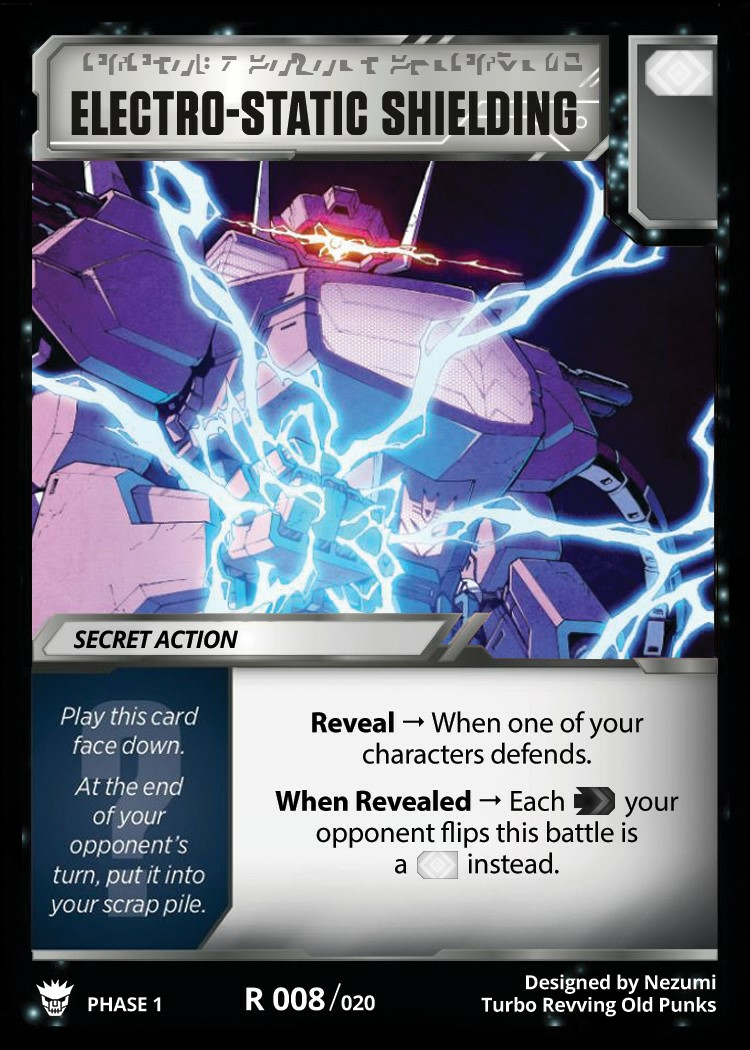 ELECTRO-STATIC SHIELDING
SECRET ACTION
Play this card
face down.
At the end
of your
opponent's
turn, put it into
your scrap pile.
Reveal → When one of your
characters defends.
When Revealed → Each your
opponent flips this battle is
a instead.
PHASE 1
R 008/020
Designed by Nezumi
Turbo Revving Old Punks